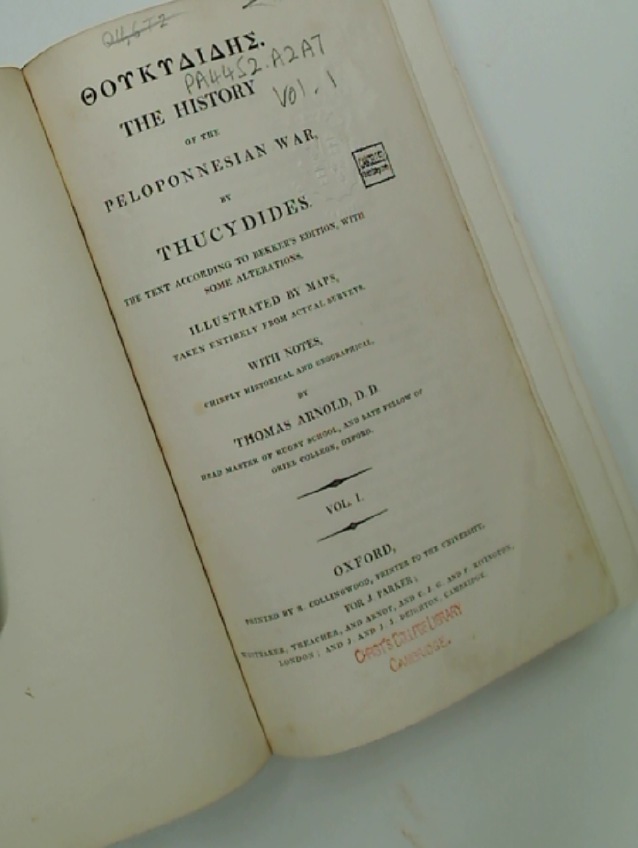 ΘΟΥΚΥΔΙΔΗΣ.
PA4452.A2A7
THE HISTORY
Vol. 1
OF THE
PELOPONNESIAN WAR,
BY
THUCYDIDES.
THE TEXT ACCORDING TO BEKKER'S EDITION, WITH
SOME ALTERATIONS.
ILLUSTRATED BY MAPS,
TAKEN ENTIRELY FROM ACTUAL SURVEYS.
WITH NOTES,
CHIEFLY HISTORICAL AND GEOGRAPHICAL,
BY
THOMAS ARNOLD, D. D.
HEAD MASTER OF RUGBY SCHOOL, AND LATE FELLOW OF
ORIEL COLLEGE, OXFORD.
VOL. I.
OXFORD,
PRINTED BY S. COLLINGWOOD, PRINTER TO THE UNIVERSITY,
FOR J. PARKER;
WHITTAKER, TREACHER, AND ARNOT, AND C. J. G. AND F. RIVINGTON,
LONDON; AND J. AND J. J. DEIGHTON, CAMBRIDGE.
CHRIST'S COLLEGE LIBRARY
CAMBRIDGE.